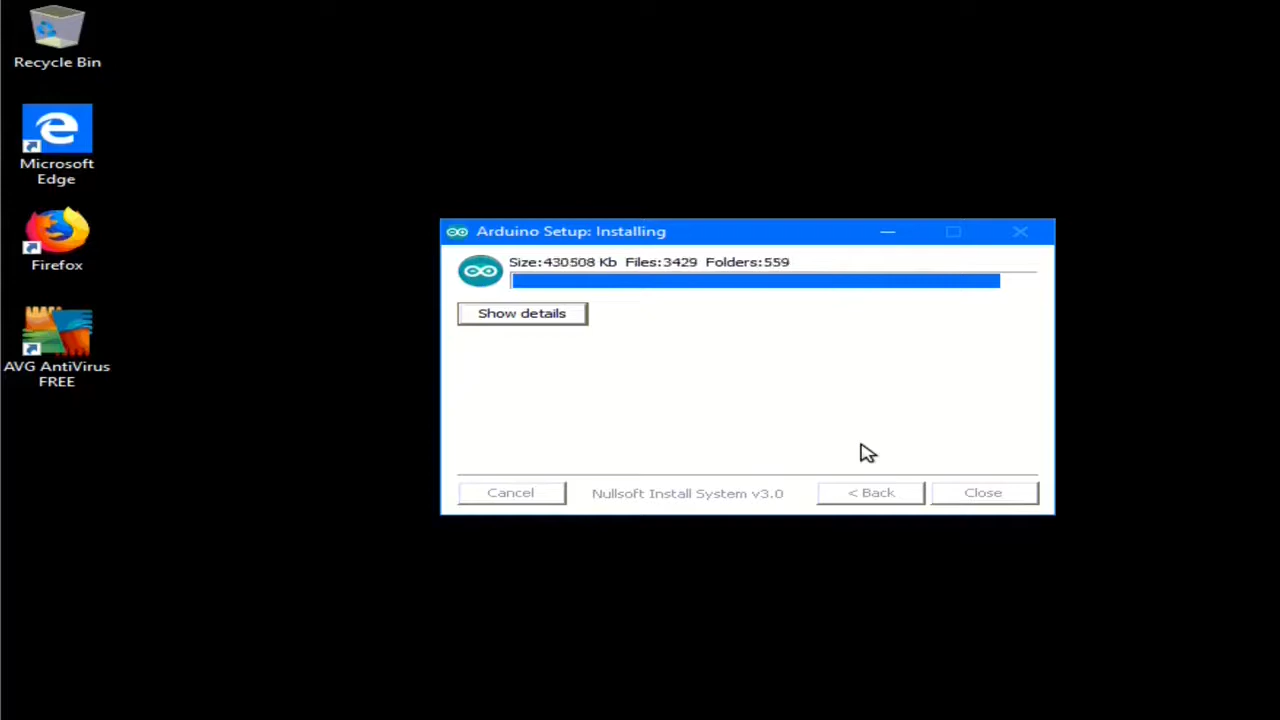 Recycle Bin
Microsoft
Edge
Firefox
AVG AntiVirus
FREE
Arduino Setup: Installing
Size:430508 Kb Files:3429 Folders:559
Show details
Cancel
Nullsoft Install System v3.0
< Back
Close